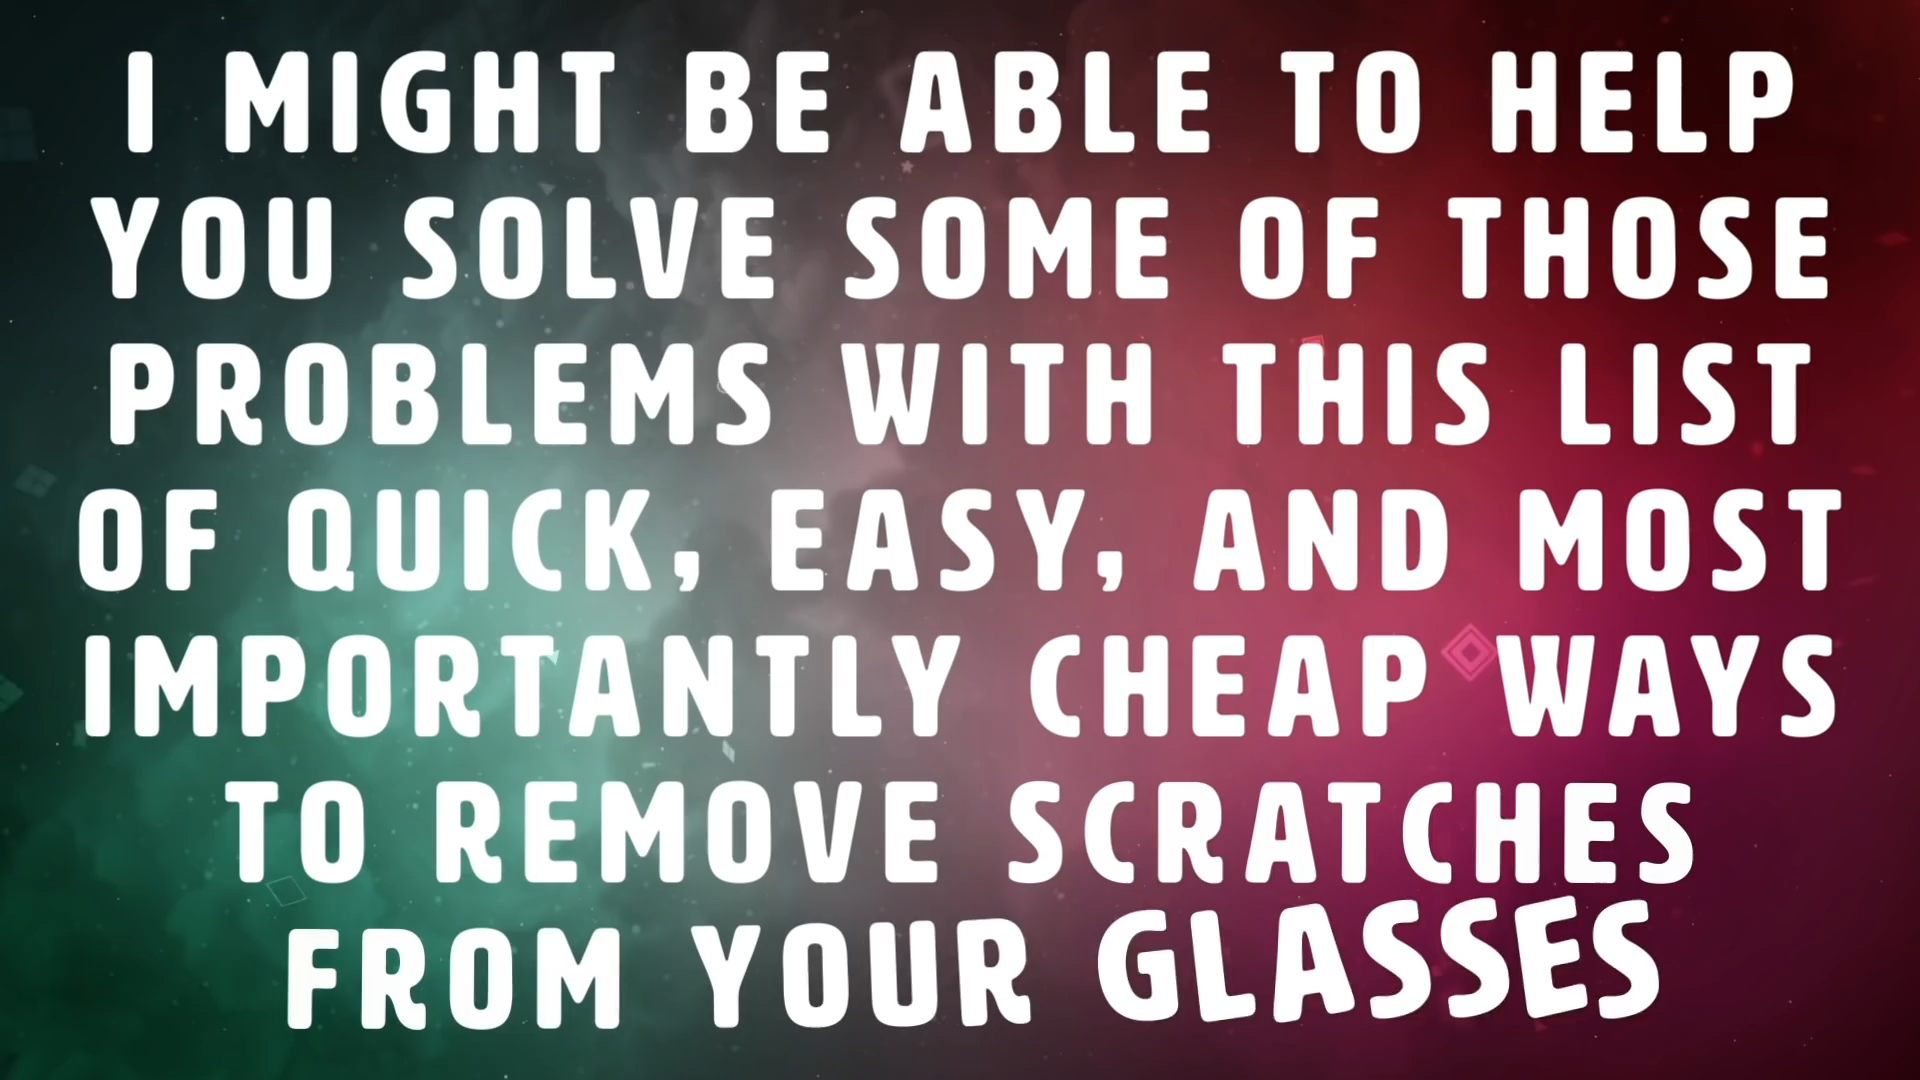 I MIGHT BE ABLE TO HELP
YOU SOLVE SOME OF THOSE
PROBLEMS WITH THIS LIST
OF QUICK, EASY, AND MOST
IMPORTANTLY CHEAP WAYS
TO REMOVE SCRATCHES
FROM YOUR GLASSES